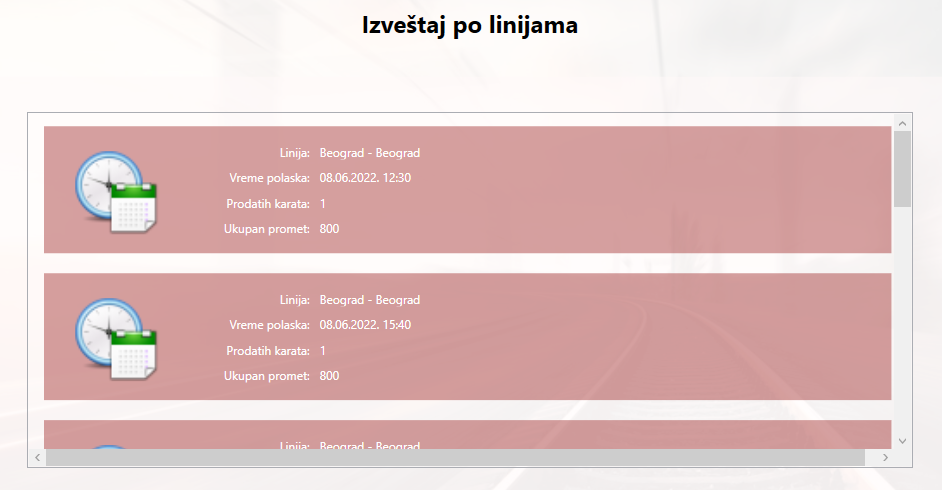 Izveštaj po linijama
Linija: Beograd - Beograd
Vreme polaska: 08.06.2022. 12:30
Prodatih karata: 1
Ukupan promet: 800
Linija: Beograd - Beograd
Vreme polaska: 08.06.2022. 15:40
Prodatih karata: 1
Ukupan promet: 800
Linija: Beograd - Beograd